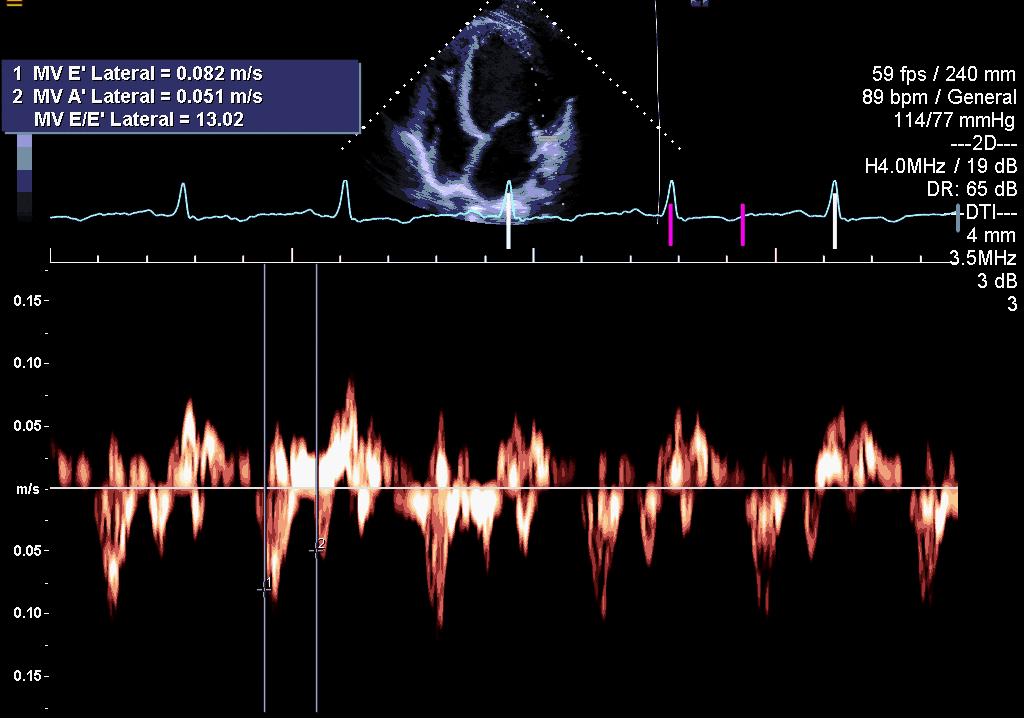 1 MV E' Lateral = 0.082 m/s
2 MV A' Lateral = 0.051 m/s
MV E/E' Lateral = 13.02
59 fps / 240 mm
89 bpm / General
114/77 mmHg
---2D---
H4.0MHz / 19 dB
DR: 65 dB
-DTI---
4 mm
3.5MHz
3 dB
3
0.15-
0.10-
0.05-
m/s -
0.05-
0.10-
0.15-
1
2